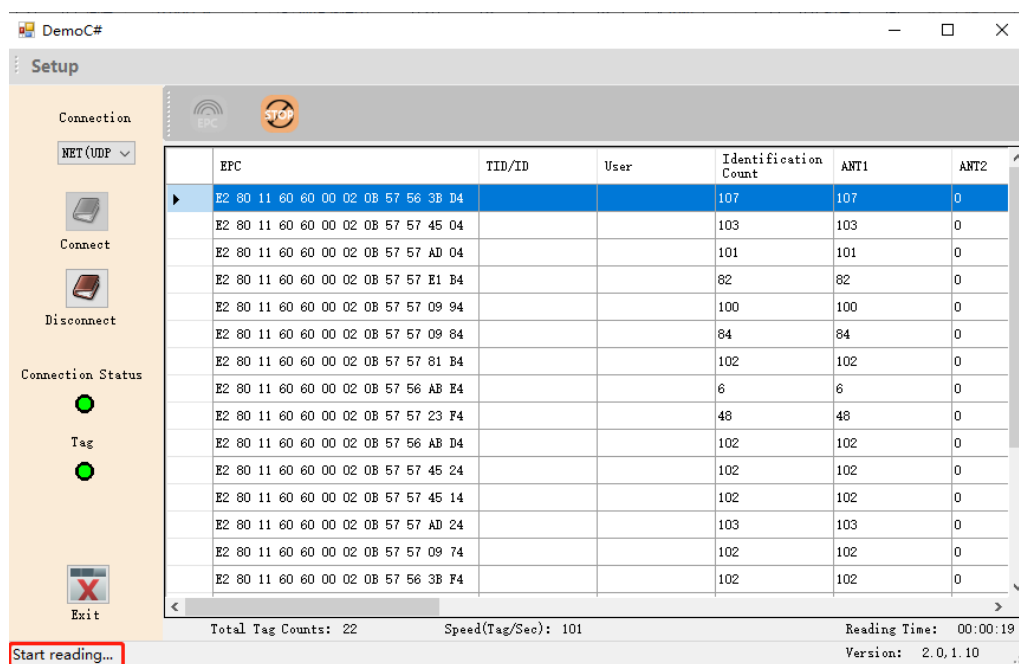 DemoC#
Setup
Connection
NET(UDP
Connect
Disconnect
Connection Status
Tag
Exit
EPC
STOP
EPC TID/ID User Identification Count ANT1 ANT2
E2 80 11 60 60 00 02 0B 57 56 3B D4 107 107 0
E2 80 11 60 60 00 02 0B 57 57 45 04 103 103 0
E2 80 11 60 60 00 02 0B 57 57 AD 04 101 101 0
E2 80 11 60 60 00 02 0B 57 57 E1 B4 82 82 0
E2 80 11 60 60 00 02 0B 57 57 09 94 100 100 0
E2 80 11 60 60 00 02 0B 57 57 09 84 84 84 0
E2 80 11 60 60 00 02 0B 57 57 81 B4 102 102 0
E2 80 11 60 60 00 02 0B 57 56 AB E4 6 6 0
E2 80 11 60 60 00 02 0B 57 57 23 F4 48 48 0
E2 80 11 60 60 00 02 0B 57 56 AB D4 102 102 0
E2 80 11 60 60 00 02 0B 57 57 45 24 102 102 0
E2 80 11 60 60 00 02 0B 57 57 45 14 102 102 0
E2 80 11 60 60 00 02 0B 57 57 AD 24 103 103 0
E2 80 11 60 60 00 02 0B 57 57 09 74 102 102 0
E2 80 11 60 60 00 02 0B 57 56 3B F4 102 102 0
Total Tag Counts: 22 Speed(Tag/Sec): 101 Reading Time: 00:00:19
Start reading... Version: 2.0,1.10